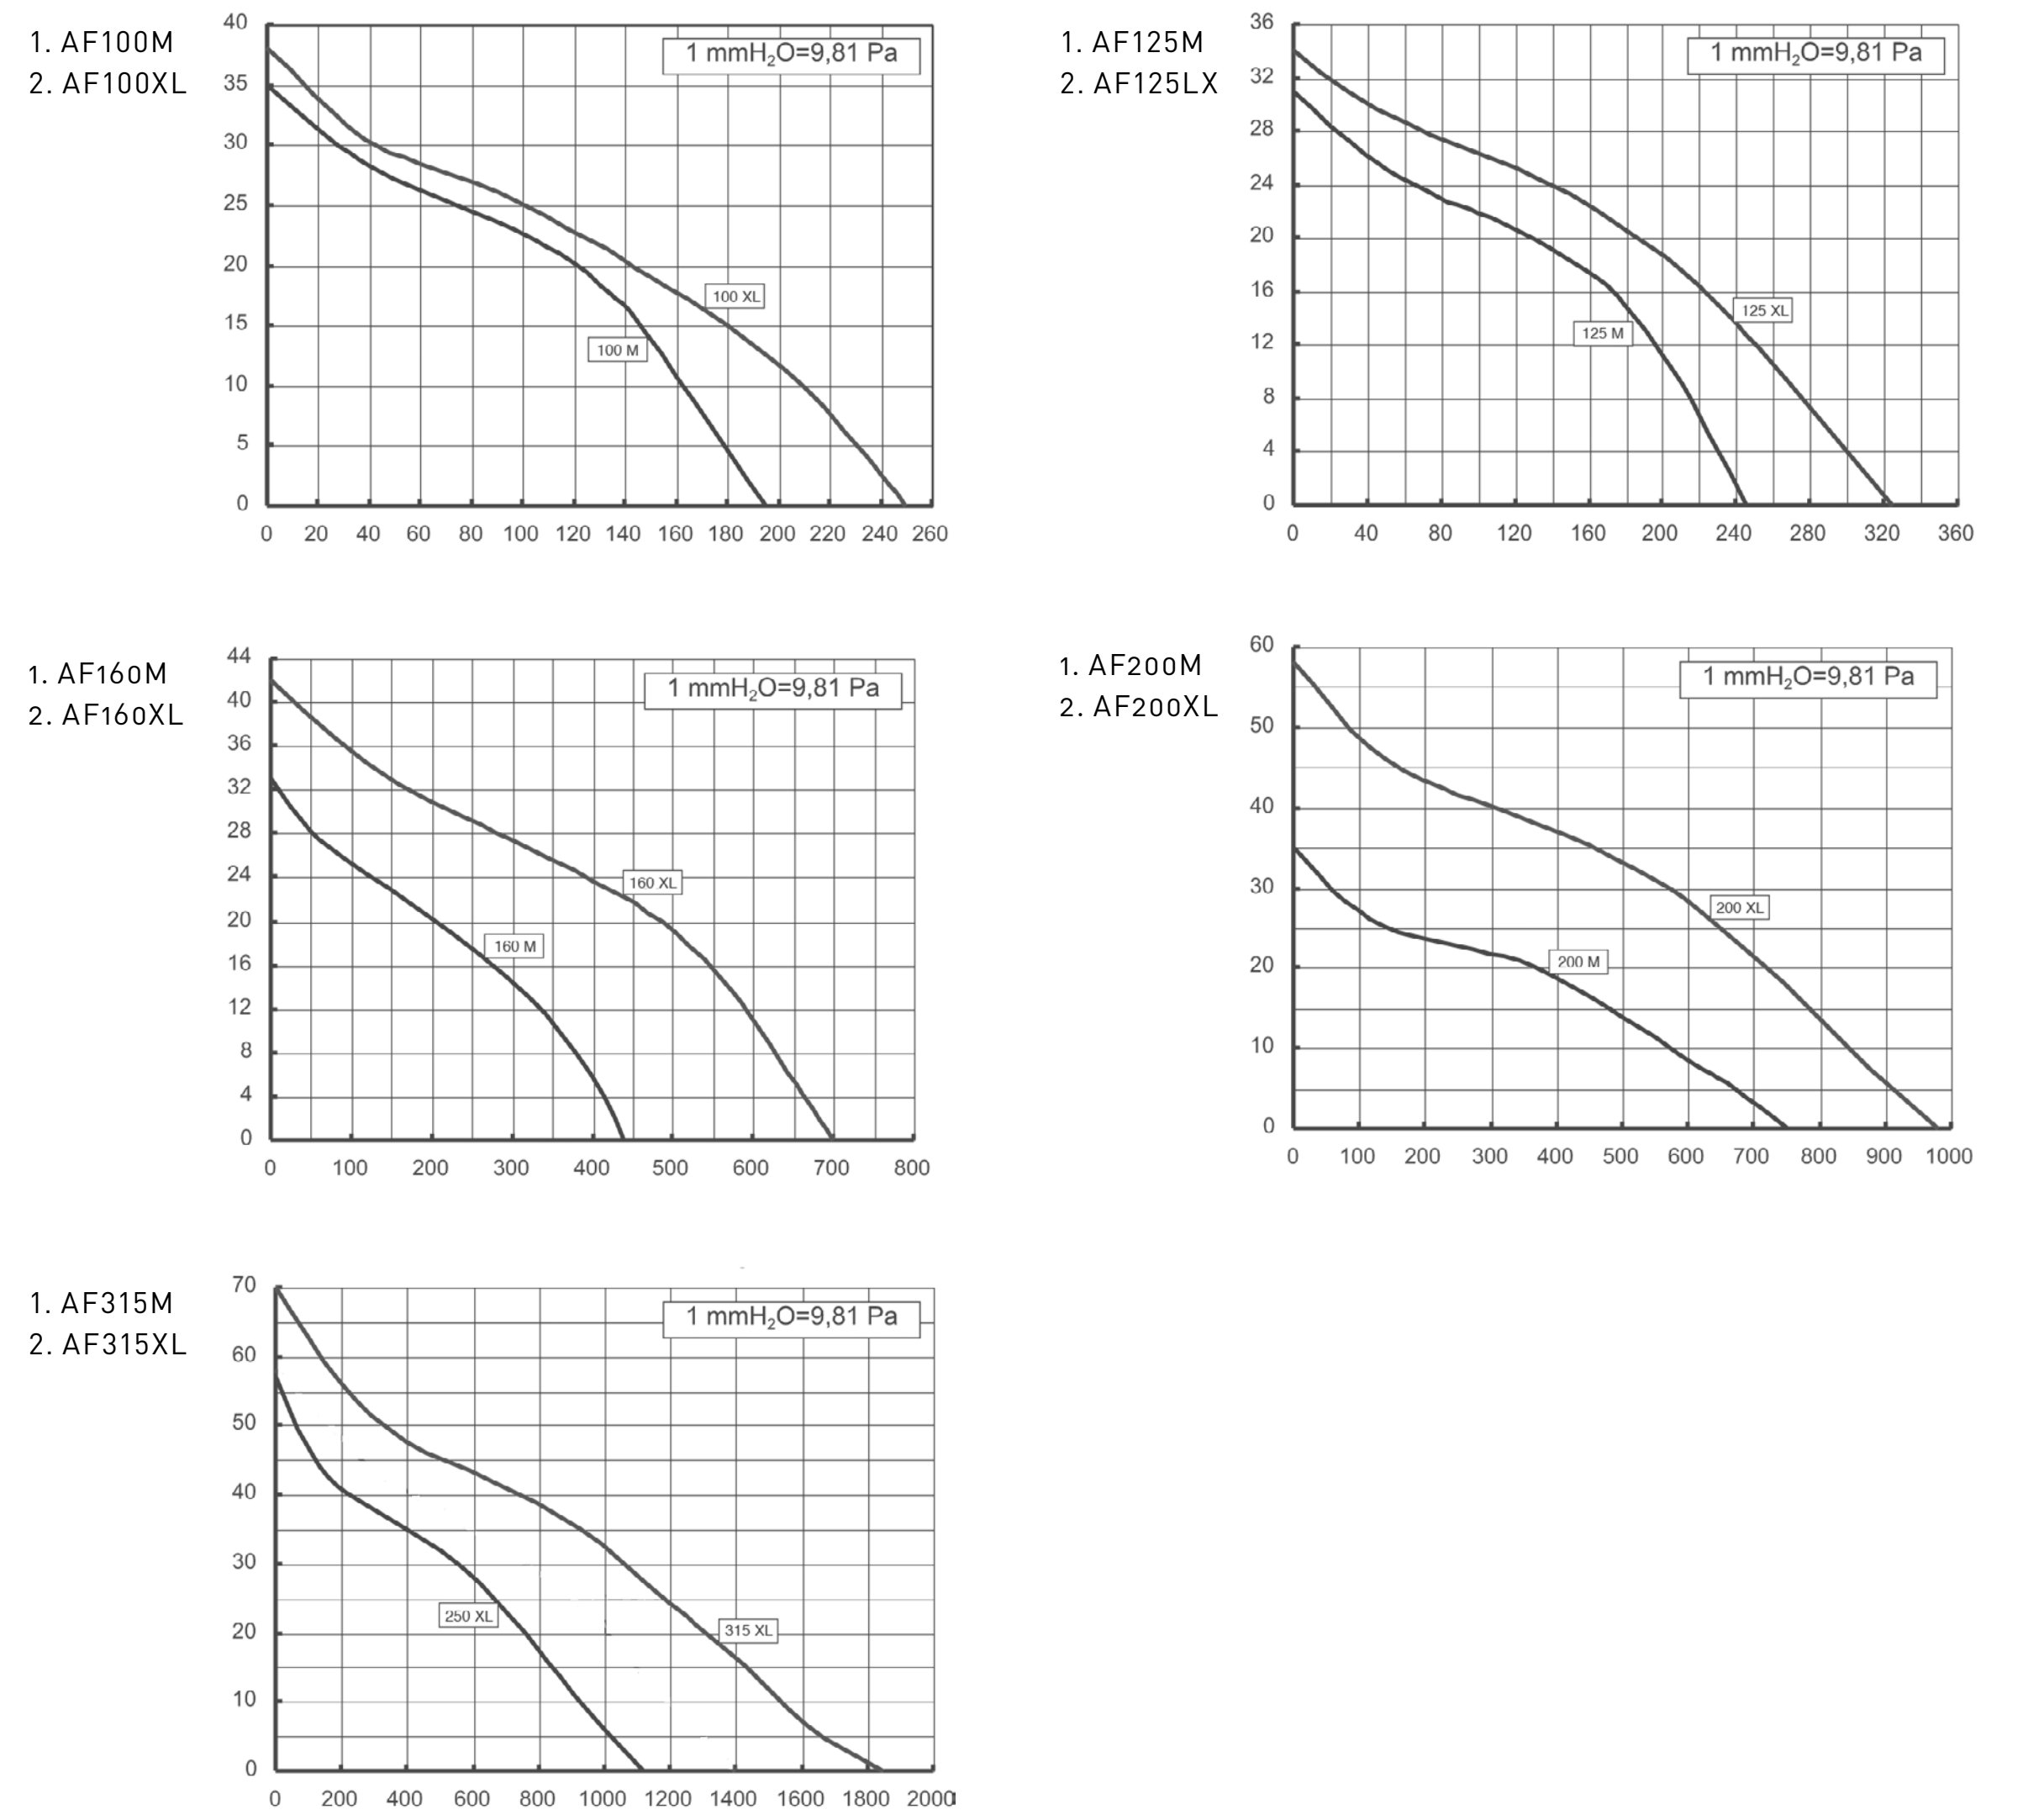 1. AF100M
2. AF100XL
40
35
30
25
20
15
10
5
0
1 mmH₂O=9,81 Pa
100 XL
100 M
0 20 40 60 80 100 120 140 160 180 200 220 240 260
1. AF125M
2. AF125LX
36
32
28
24
20
16
12
8
4
0
1 mmH₂O=9,81 Pa
125 XL
125 M
0 40 80 120 160 200 240 280 320 360
1. AF160M
2. AF160XL
44
40
36
32
28
24
20
16
12
8
4
0
1 mmH₂O=9,81 Pa
160 XL
160 M
0 100 200 300 400 500 600 700 800
1. AF200M
2. AF200XL
60
50
40
30
20
10
0
1 mmH₂O=9,81 Pa
200 XL
200 M
0 100 200 300 400 500 600 700 800 900 1000
1. AF315M
2. AF315XL
70
60
50
40
30
20
10
0
1 mmH₂O=9,81 Pa
250 XL
315 XL
0 200 400 600 800 1000 1200 1400 1600 1800 2000